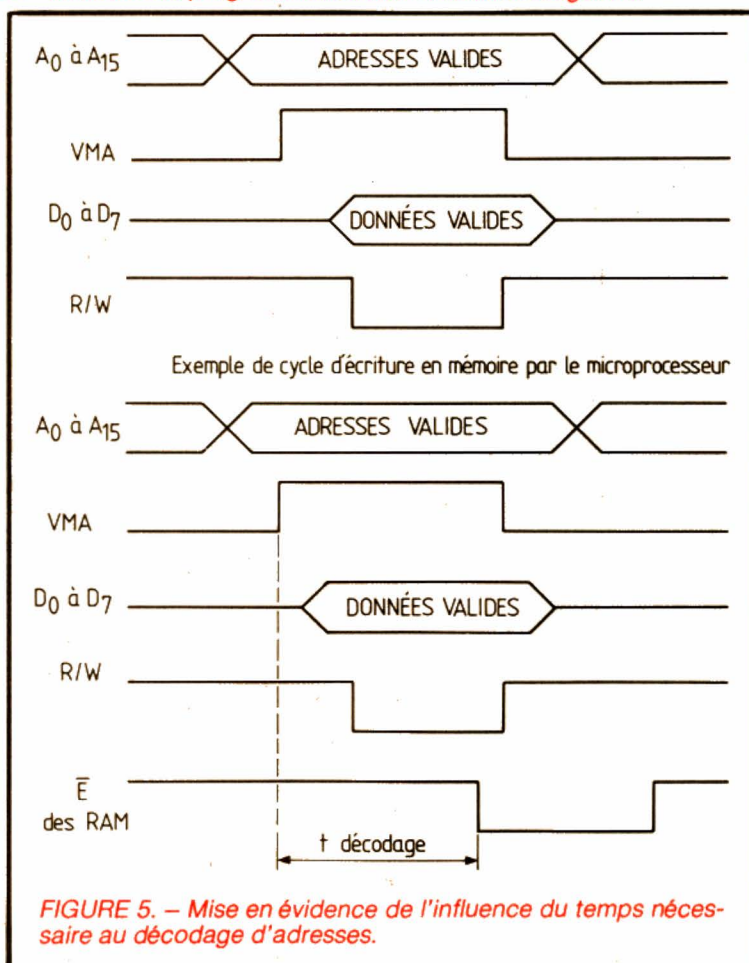 A0 à A15 ADRESSES VALIDES
VMA
D0 à D7 DONNÉES VALIDES
R/W
Exemple de cycle d'écriture en mémoire par le microprocesseur
A0 à A15 ADRESSES VALIDES
VMA
D0 à D7 DONNÉES VALIDES
R/W
E̅
des RAM
t décodage
FIGURE 5. – Mise en évidence de l'influence du temps néces-
saire au décodage d'adresses.